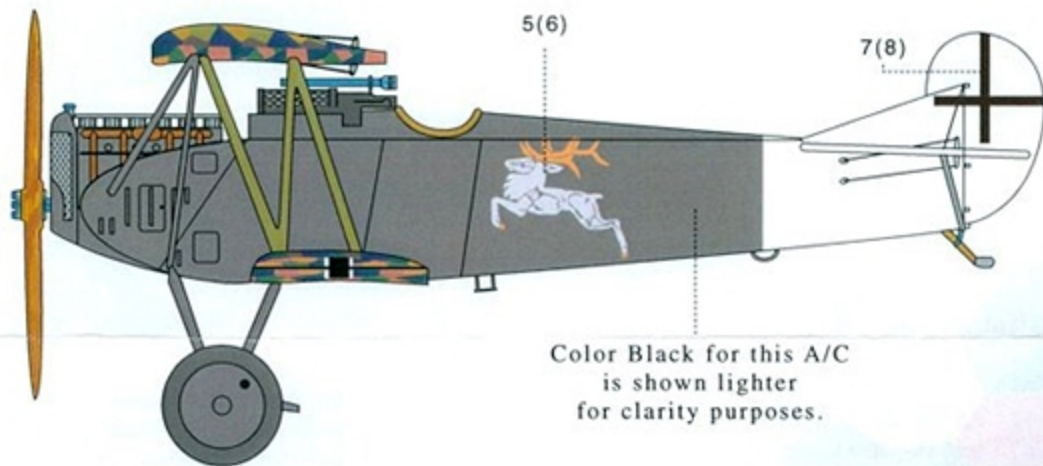 5(6)
7(8)
Color Black for this A/C
is shown lighter
for clarity purposes.